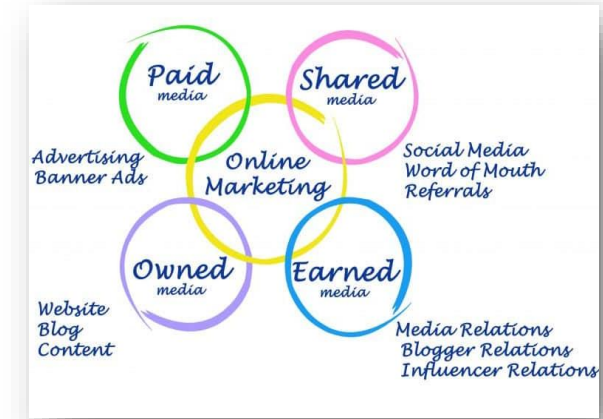 Paid
media
Shared
media
Advertising
Banner Ads
Online
Marketing
Social Media
Word of Mouth
Referrals
Owned
media
Earned
media
Website
Blog
Content
Media Relations
Blogger Relations
Influencer Relations